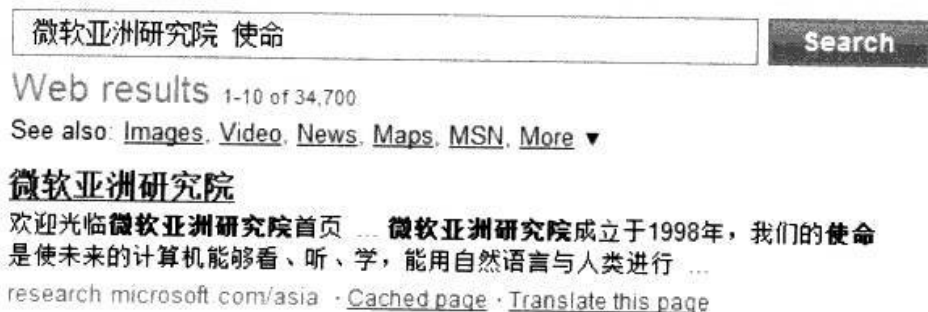 微软亚洲研究院 使命
Search
Web results 1-10 of 34,700
See also: Images, Video, News, Maps, MSN, More ▼
微软亚洲研究院
欢迎光临微软亚洲研究院首页 ... 微软亚洲研究院成立于1998年，我们的使命
是使未来的计算机能够看、听、学，能用自然语言与人类进行 ...
research.microsoft.com/asia · Cached page · Translate this page